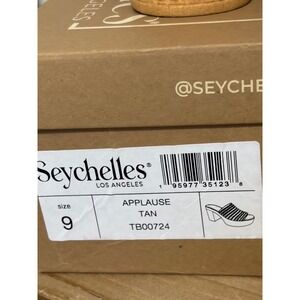 @SEYCHE
Seychelles®
LOS ANGELES
1 95977 35123 8
size
9
APPLAUSE
TAN
TB00724